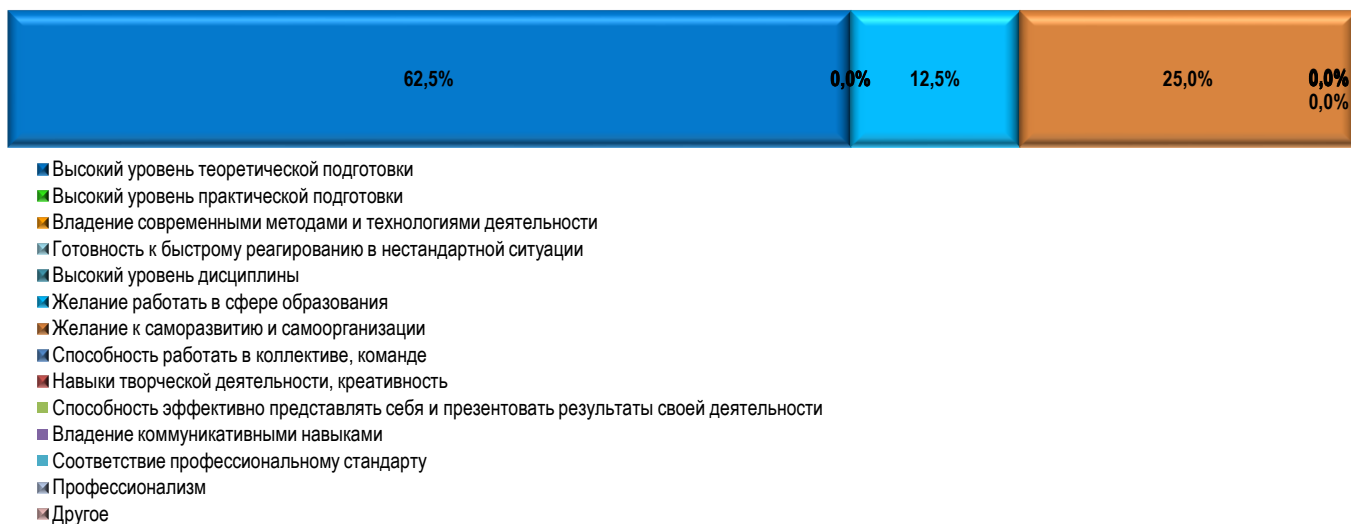 62,5%
0,0%
12,5%
25,0%
0,0%
0,0%
Высокий уровень теоретической подготовки
Высокий уровень практической подготовки
Владение современными методами и технологиями деятельности
Готовность к быстрому реагированию в нестандартной ситуации
Высокий уровень дисциплины
Желание работать в сфере образования
Желание к саморазвитию и самоорганизации
Способность работать в коллективе, команде
Навыки творческой деятельности, креативность
Способность эффективно представлять себя и презентовать результаты своей деятельности
Владение коммуникативными навыками
Соответствие профессиональному стандарту
Профессионализм
Другое